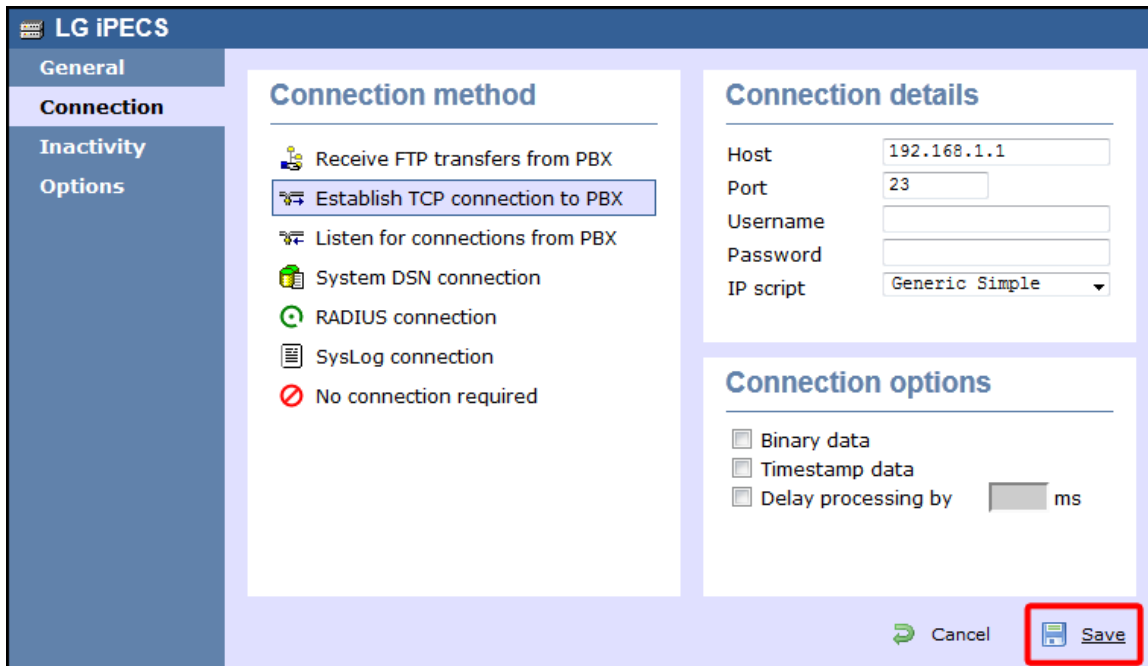 LG iPECS
General
Connection
Inactivity
Options
Connection method
Receive FTP transfers from PBX
Establish TCP connection to PBX
Listen for connections from PBX
System DSN connection
RADIUS connection
SysLog connection
No connection required
Connection details
Host 192.168.1.1
Port 23
Username
Password
IP script Generic Simple
Connection options
Binary data
Timestamp data
Delay processing by ms
Cancel Save